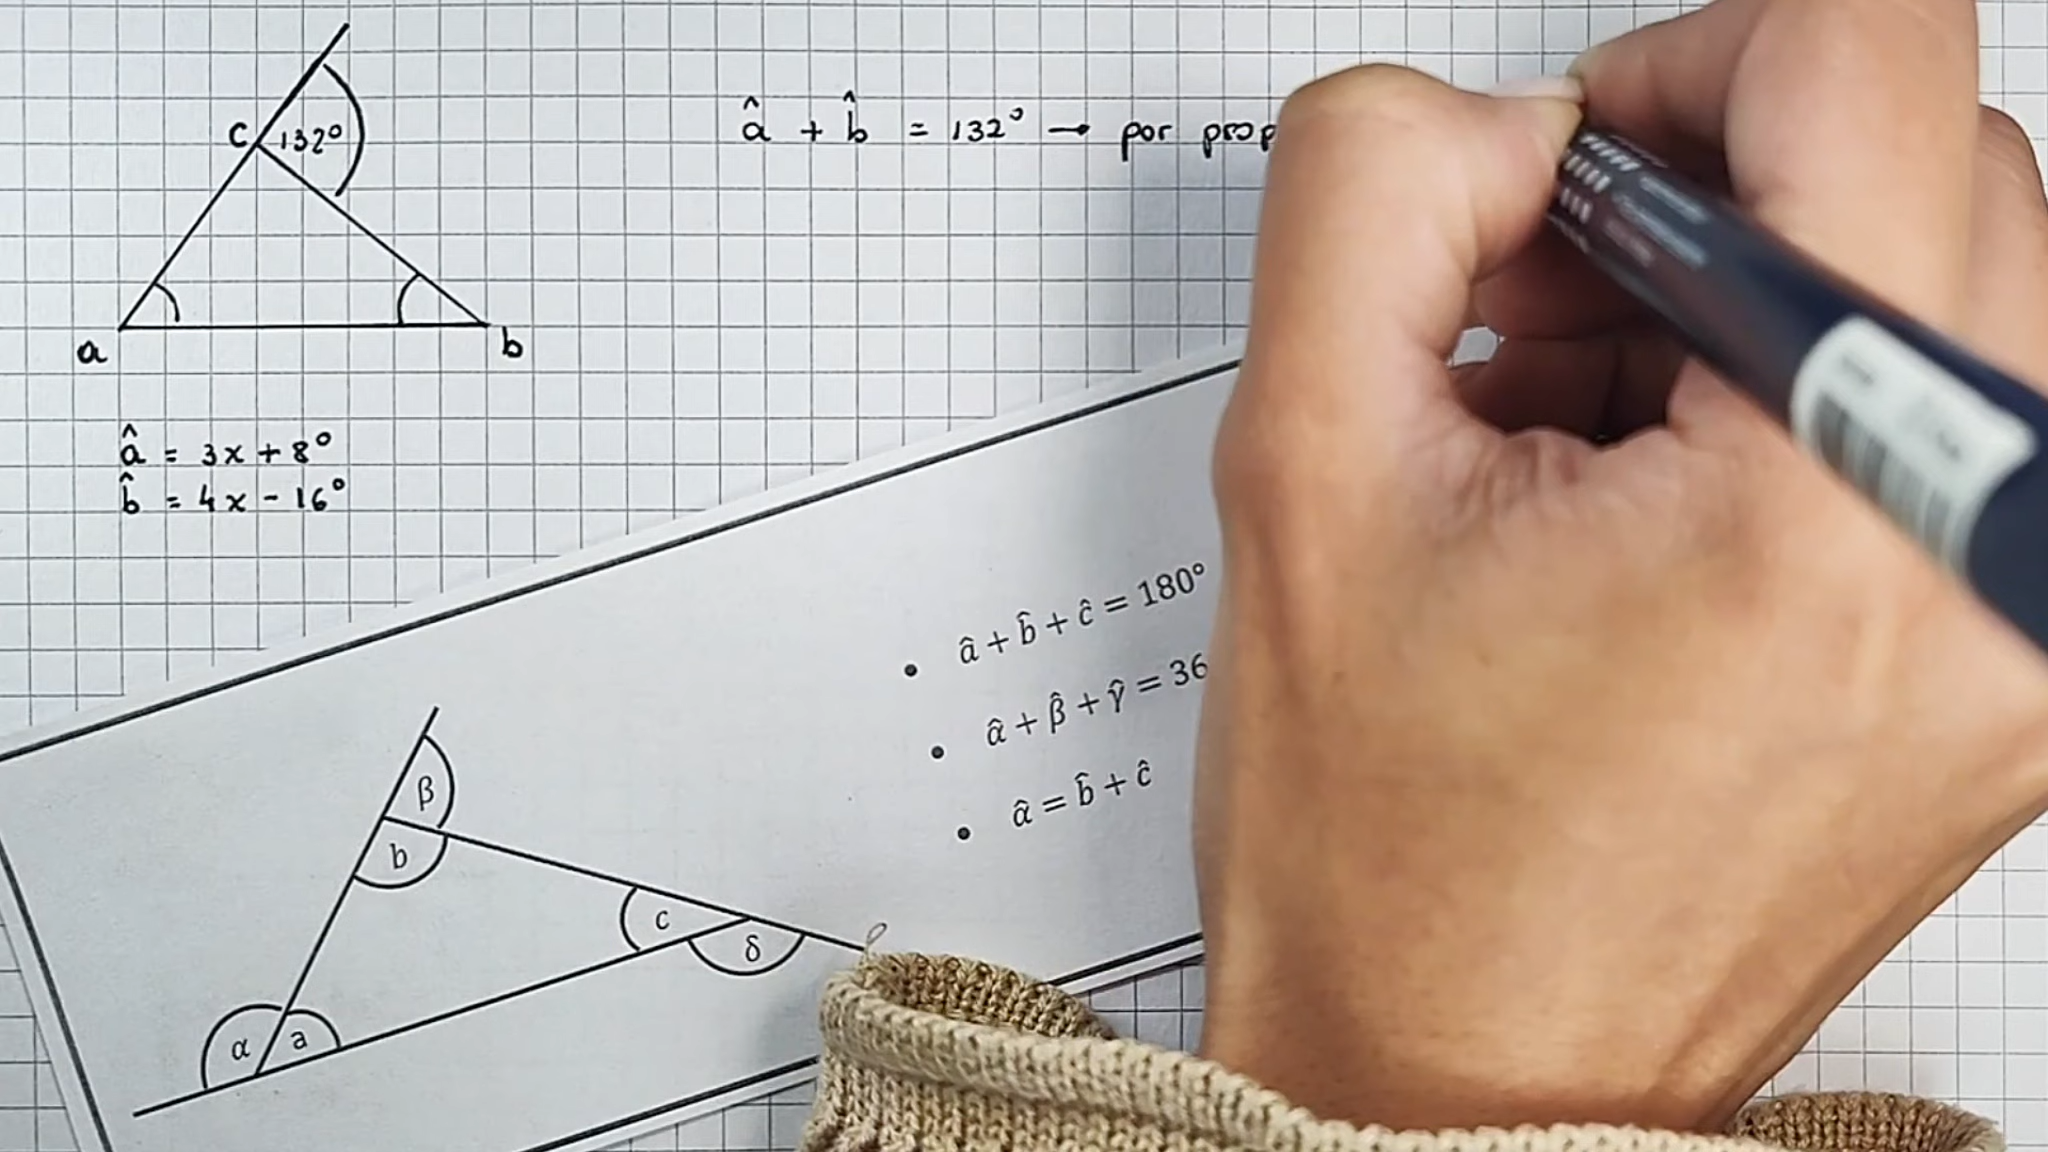 c
132°
a
b
â + b̂ = 132° → por prop
â = 3x + 8°
b̂ = 4x - 16°
• â + b̂ + ĉ = 180°
• α̂ + β̂ + γ̂ = 36
• α̂ = b̂ + ĉ
β
b
c
δ
α
a